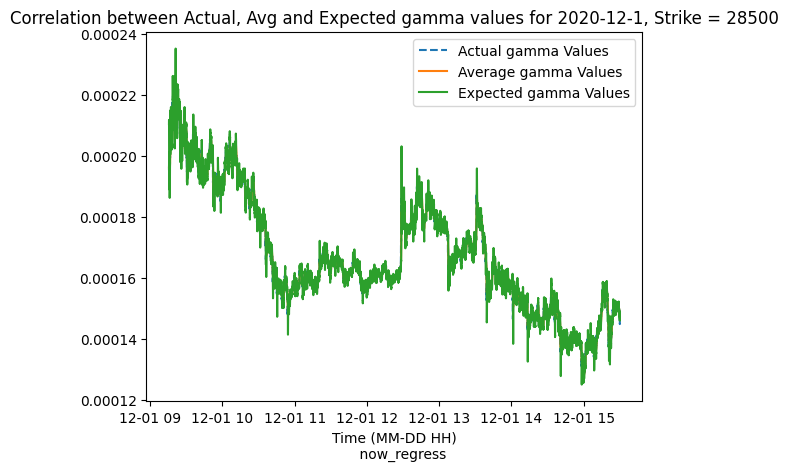 Correlation between Actual, Avg and Expected gamma values for 2020-12-1, Strike = 28500
Actual gamma Values
Average gamma Values
Expected gamma Values
0.00024
0.00022
0.00020
0.00018
0.00016
0.00014
0.00012
12-01 09 12-01 10 12-01 11 12-01 12 12-01 13 12-01 14 12-01 15
Time (MM-DD HH)
now_regress